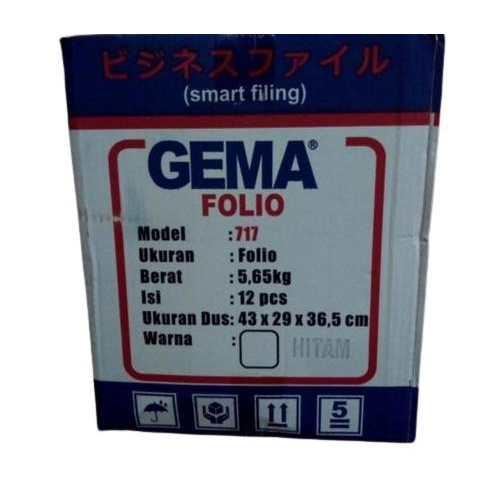 ビジネスファイル
(smart filing)
GEMA®
FOLIO
Model : 717
Ukuran : Folio
Berat : 5,65kg
Isi : 12 pcs
Ukuran Dus: 43 x 29 x 36,5 cm
Warna : HITAM
5